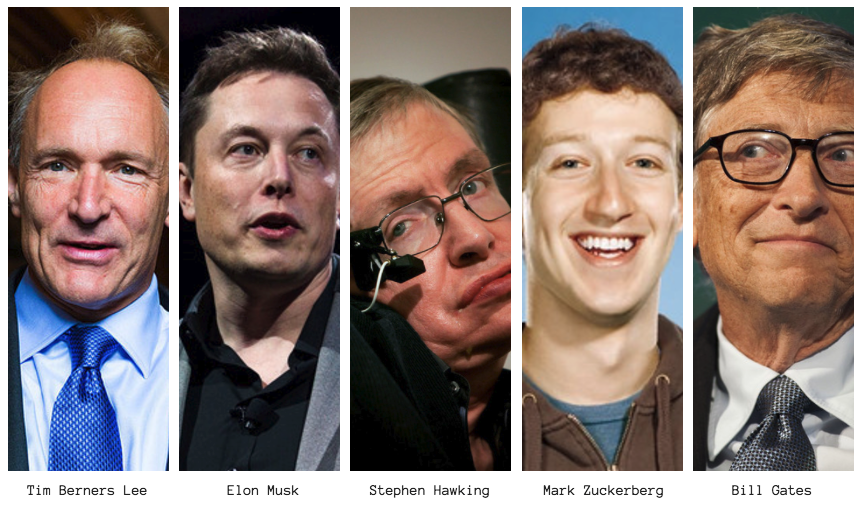 Tim Berners Lee
Elon Musk
Stephen Hawking
Mark Zuckerberg
Bill Gates